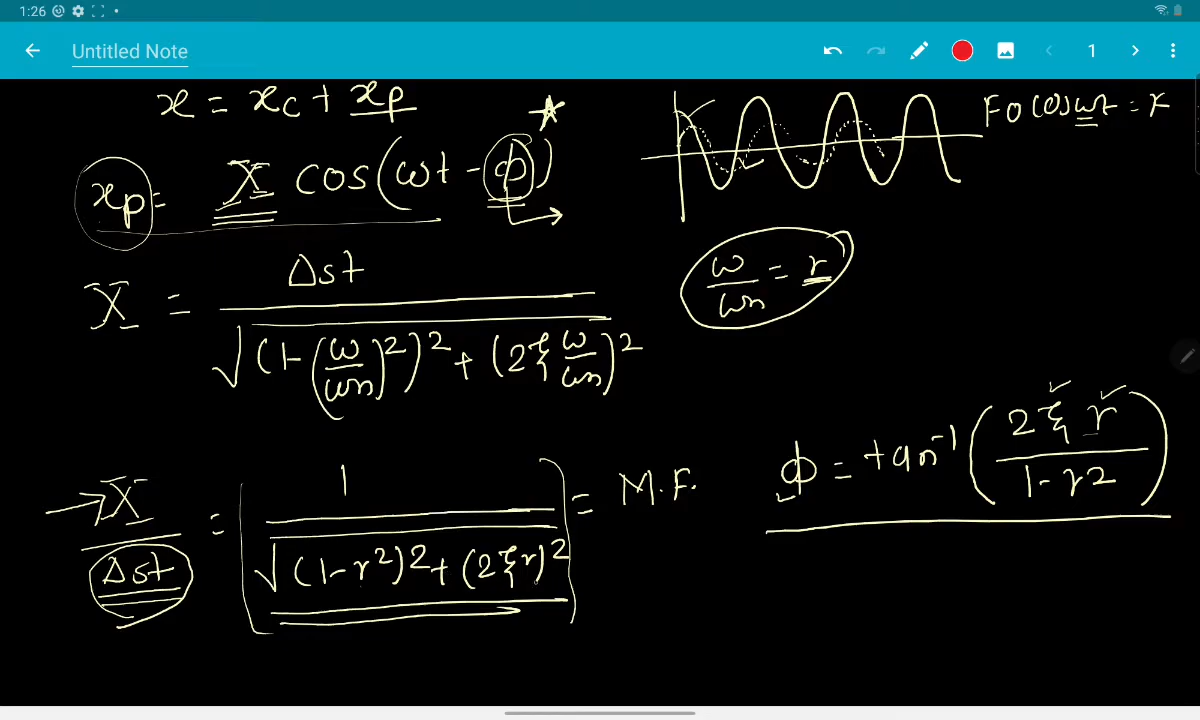 1:26
Untitled Note
1
x = xc + xp
F0 cos ωt = F
xp = X cos(ωt - ϕ)
ω/ωn = r
X = Δst / √((1-(ω/ωn)²)² + (2ξ ω/ωn)²)
ϕ = tan⁻¹(2ξr / 1-r2)
X/Δst = [1 / √((1-r²)2 + (2ξr)²)] = M.F.